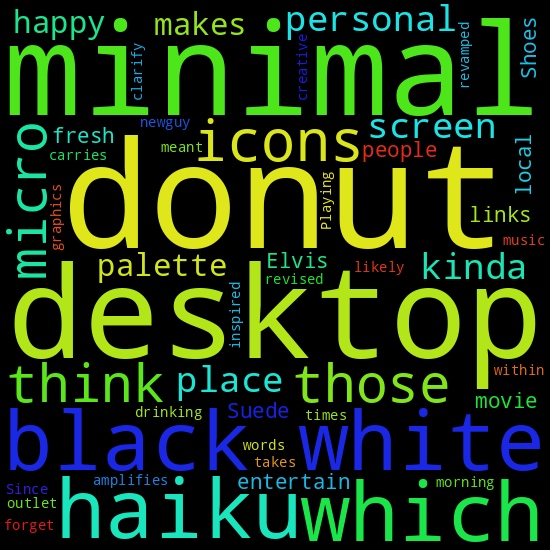 happy makes personal
minimal
clarify creative revamped Shoes
newguy screen
fresh meant icons people
carries local
micro donut
graphics Playing links
music
palette Elvis likely kinda
revised
desktop
inspired within
think place those movie
drinking Suede times
black words white
takes
Since amplifies entertain morning
outlet haiku which
forget